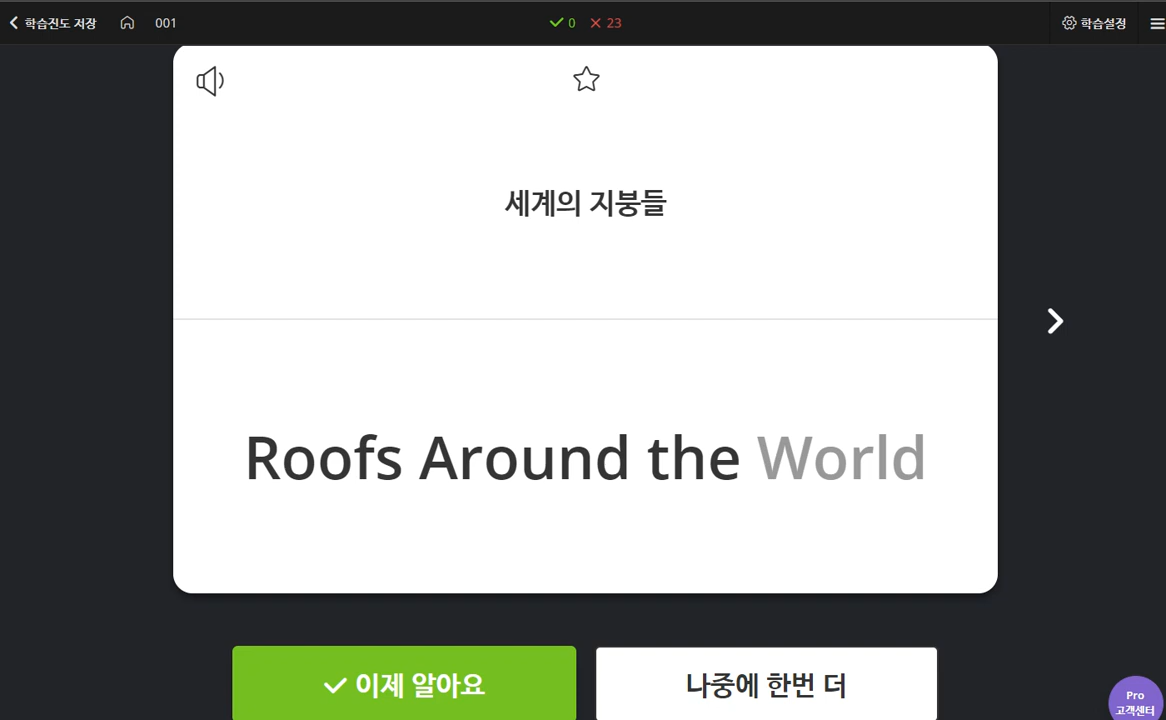 학습진도 저장
001
0
23
학습설정
세계의 지붕들
Roofs Around the World
이제 알아요
나중에 한번 더
Pro
고객센터